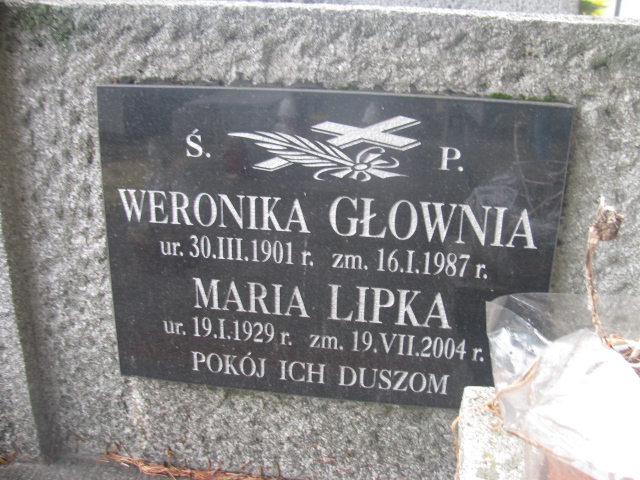 Ś. P.
WERONIKA GŁOWNIA
ur. 30.III.1901 r. zm. 16.I.1987 r.
MARIA LIPKA
ur. 19.I.1929 r. zm. 19.VII.2004 r.
POKÓJ ICH DUSZOM